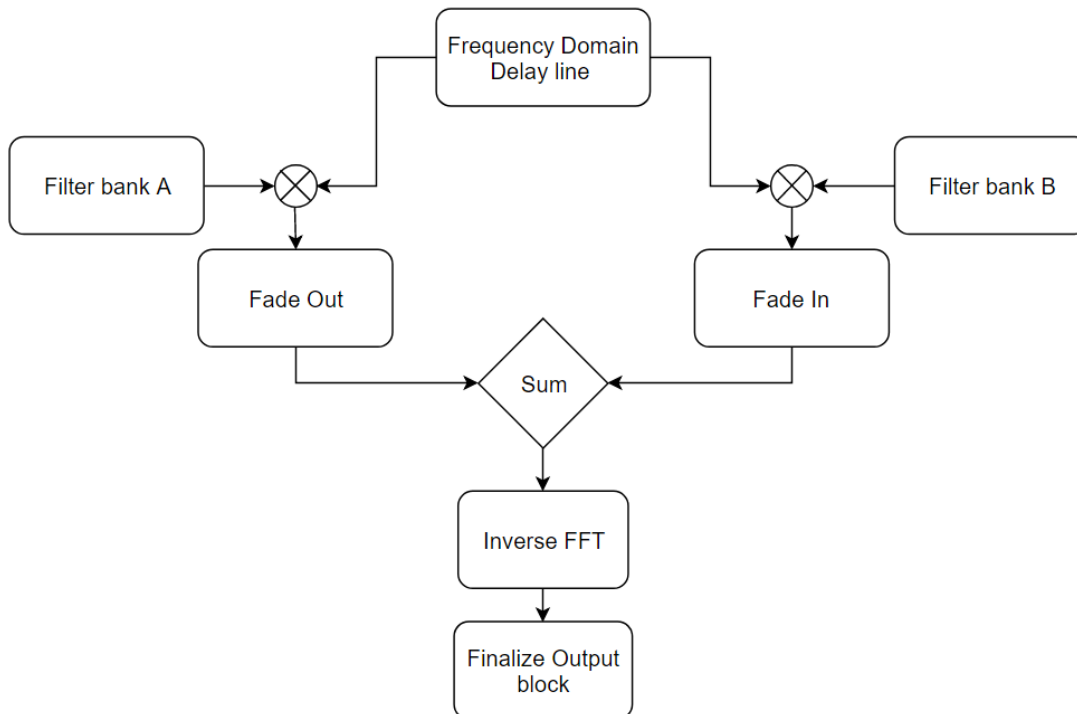 Frequency Domain
Delay line
Filter bank A
Filter bank B
Fade Out
Fade In
Sum
Inverse FFT
Finalize Output
block